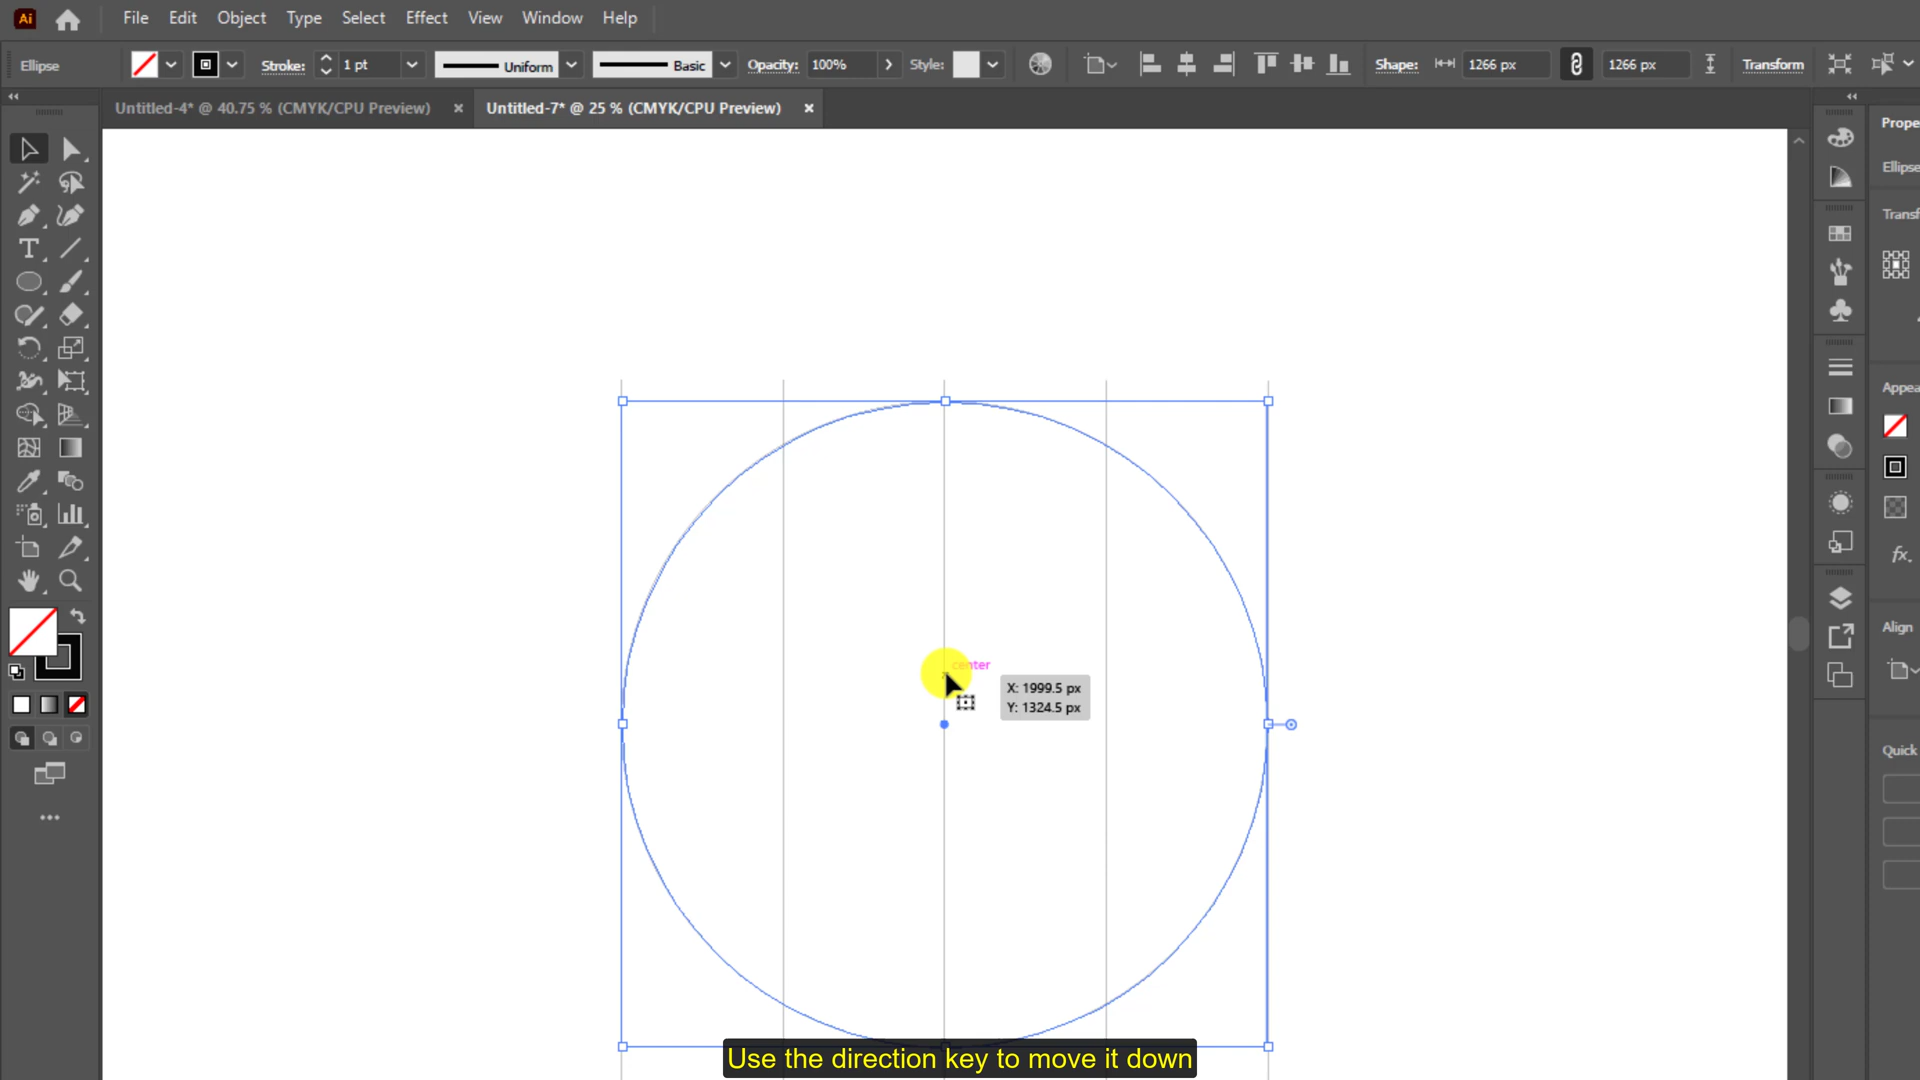 Ai File Edit Object Type Select Effect View Window Help
Ellipse Stroke: 1 pt Uniform Basic Opacity: 100% Style: Shape: 1266 px 1266 px Transform
Untitled-4* @ 40.75 % (CMYK/CPU Preview) × Untitled-7* @ 25 % (CMYK/CPU Preview) ×
Prope
Ellipse
Transf
Appea
fx
center
X: 1999.5 px
Y: 1324.5 px
Align
Quick
Use the direction key to move it down